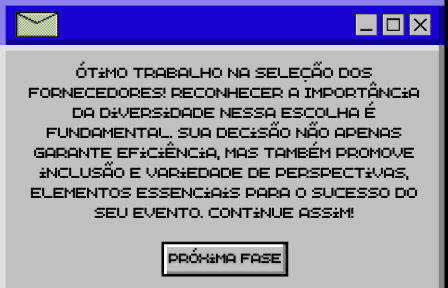 ÓTIMO TRABALHO NA SELEÇÃO DOS
FORNECEDORES! RECONHECER A IMPORTÂNCIA
DA DIVERSIDADE NESSA ESCOLHA É
FUNDAMENTAL. SUA DECISÃO NÃO APENAS
GARANTE EFICIÊNCIA, MAS TAMBÉM PROMOVE
INCLUSÃO E VARIEDADE DE PERSPECTIVAS,
ELEMENTOS ESSENCIAIS PARA O SUCESSO DO
SEU EVENTO. CONTINUE ASSIM!
PRÓXIMA FASE